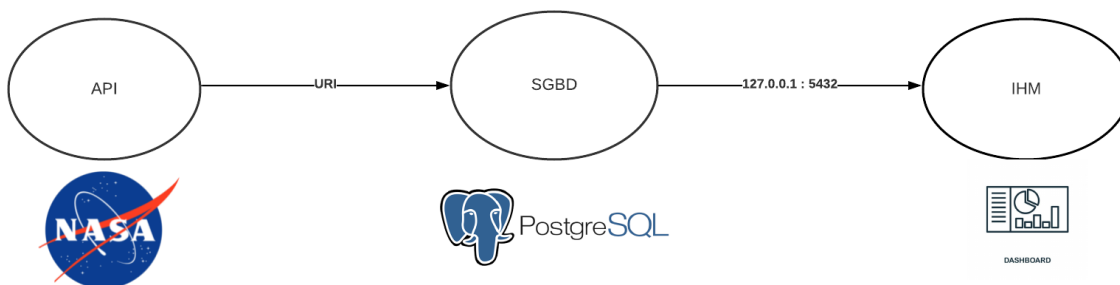 API
URI
SGBD
127.0.0.1 : 5432
IHM
NASA
PostgreSQL
DASHBOARD